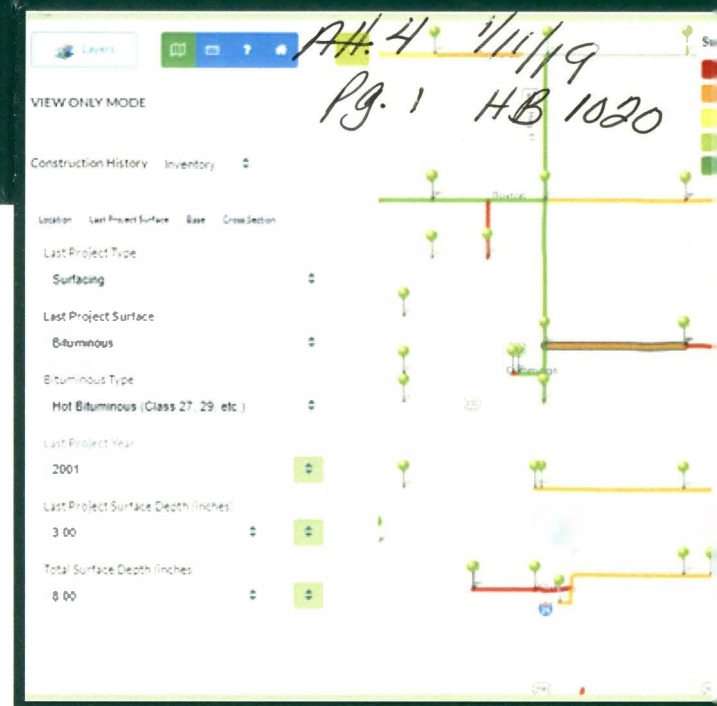 Layers
?
Att. 4 1/11/19
Pg. 1 HB 1020
VIEW ONLY MODE
Construction History Inventory
Location Last Project Surface Base Cross Section
Last Project Type
Surfacing
Last Project Surface
Bituminous
Bituminous Type
Hot Bituminous (Class 27, 29, etc.)
Last Project Year
2001
Last Project Surface Depth (inches)
3.00
Total Surface Depth (inches
8.00
Buxton
Cummings